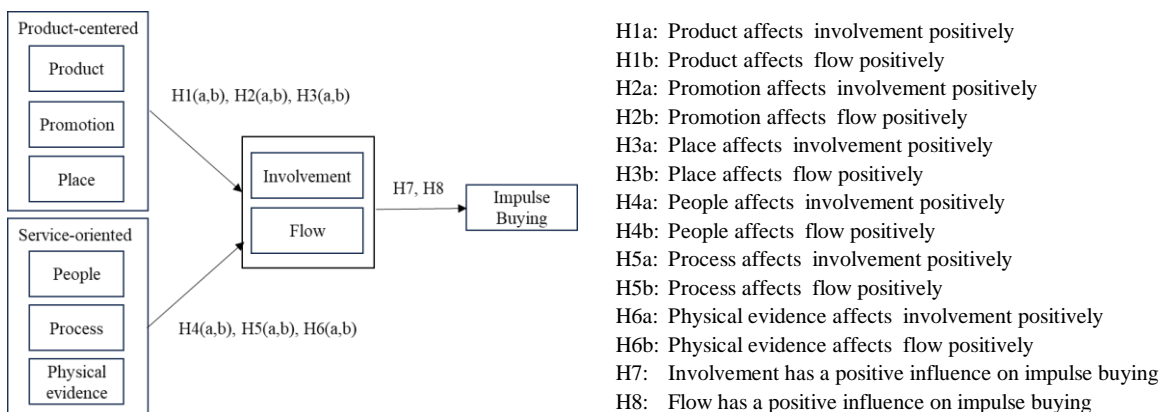 Product-centered
Product
Promotion
Place
Service-oriented
People
Process
Physical
evidence
H1(a,b), H2(a,b), H3(a,b)
H4(a,b), H5(a,b), H6(a,b)
Involvement
Flow
H7, H8
Impulse
Buying
H1a: Product affects involvement positively
H1b: Product affects flow positively
H2a: Promotion affects involvement positively
H2b: Promotion affects flow positively
H3a: Place affects involvement positively
H3b: Place affects flow positively
H4a: People affects involvement positively
H4b: People affects flow positively
H5a: Process affects involvement positively
H5b: Process affects flow positively
H6a: Physical evidence affects involvement positively
H6b: Physical evidence affects flow positively
H7: Involvement has a positive influence on impulse buying
H8: Flow has a positive influence on impulse buying